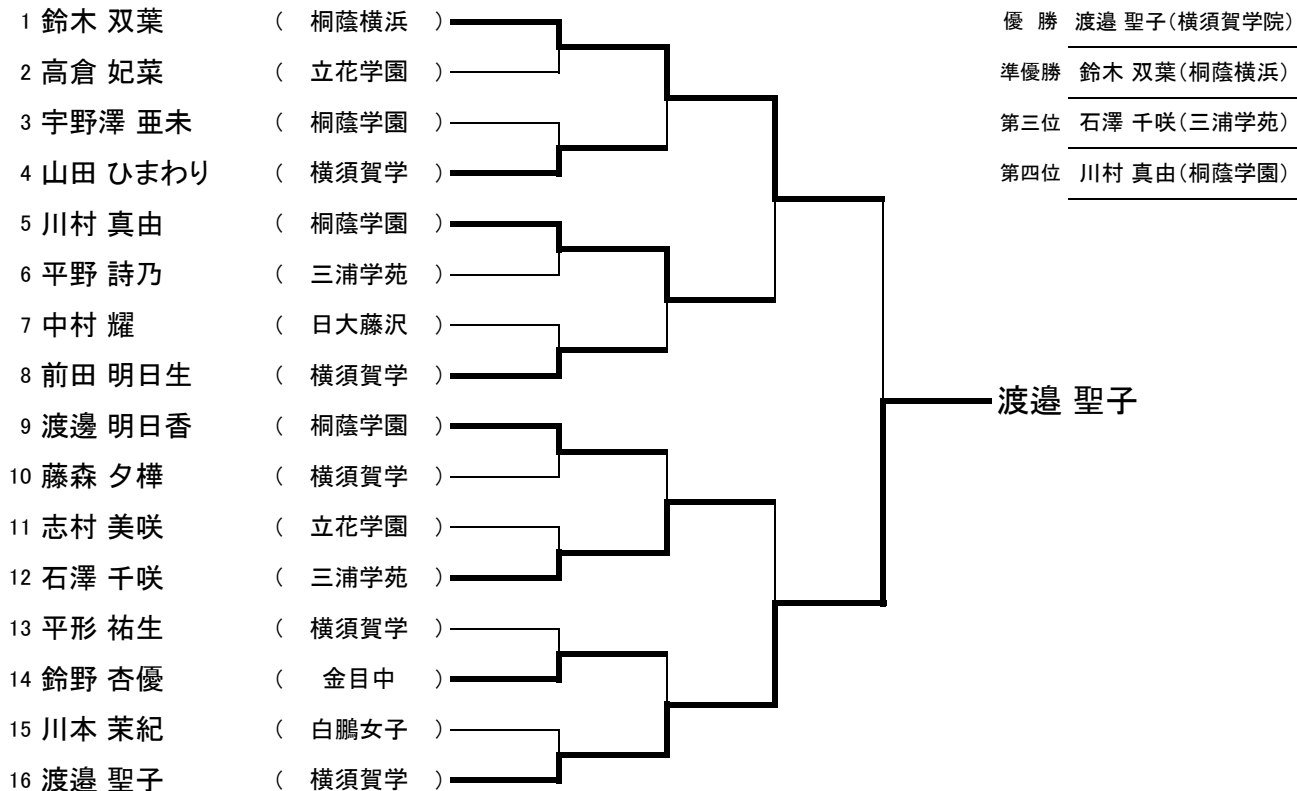 1 鈴木 双葉 ( 桐蔭横浜 )
2 高倉 妃菜 ( 立花学園 )
3 宇野澤 亜未 ( 桐蔭学園 )
4 山田 ひまわり ( 横須賀学 )
5 川村 真由 ( 桐蔭学園 )
6 平野 詩乃 ( 三浦学苑 )
7 中村 耀 ( 日大藤沢 )
8 前田 明日生 ( 横須賀学 )
9 渡邊 明日香 ( 桐蔭学園 )
10 藤森 夕樺 ( 横須賀学 )
11 志村 美咲 ( 立花学園 )
12 石澤 千咲 ( 三浦学苑 )
13 平形 祐生 ( 横須賀学 )
14 鈴野 杏優 ( 金目中 )
15 川本 茉紀 ( 白鵬女子 )
16 渡邉 聖子 ( 横須賀学 )
渡邉 聖子
優 勝 渡邉 聖子(横須賀学院)
準優勝 鈴木 双葉(桐蔭横浜)
第三位 石澤 千咲(三浦学苑)
第四位 川村 真由(桐蔭学園)